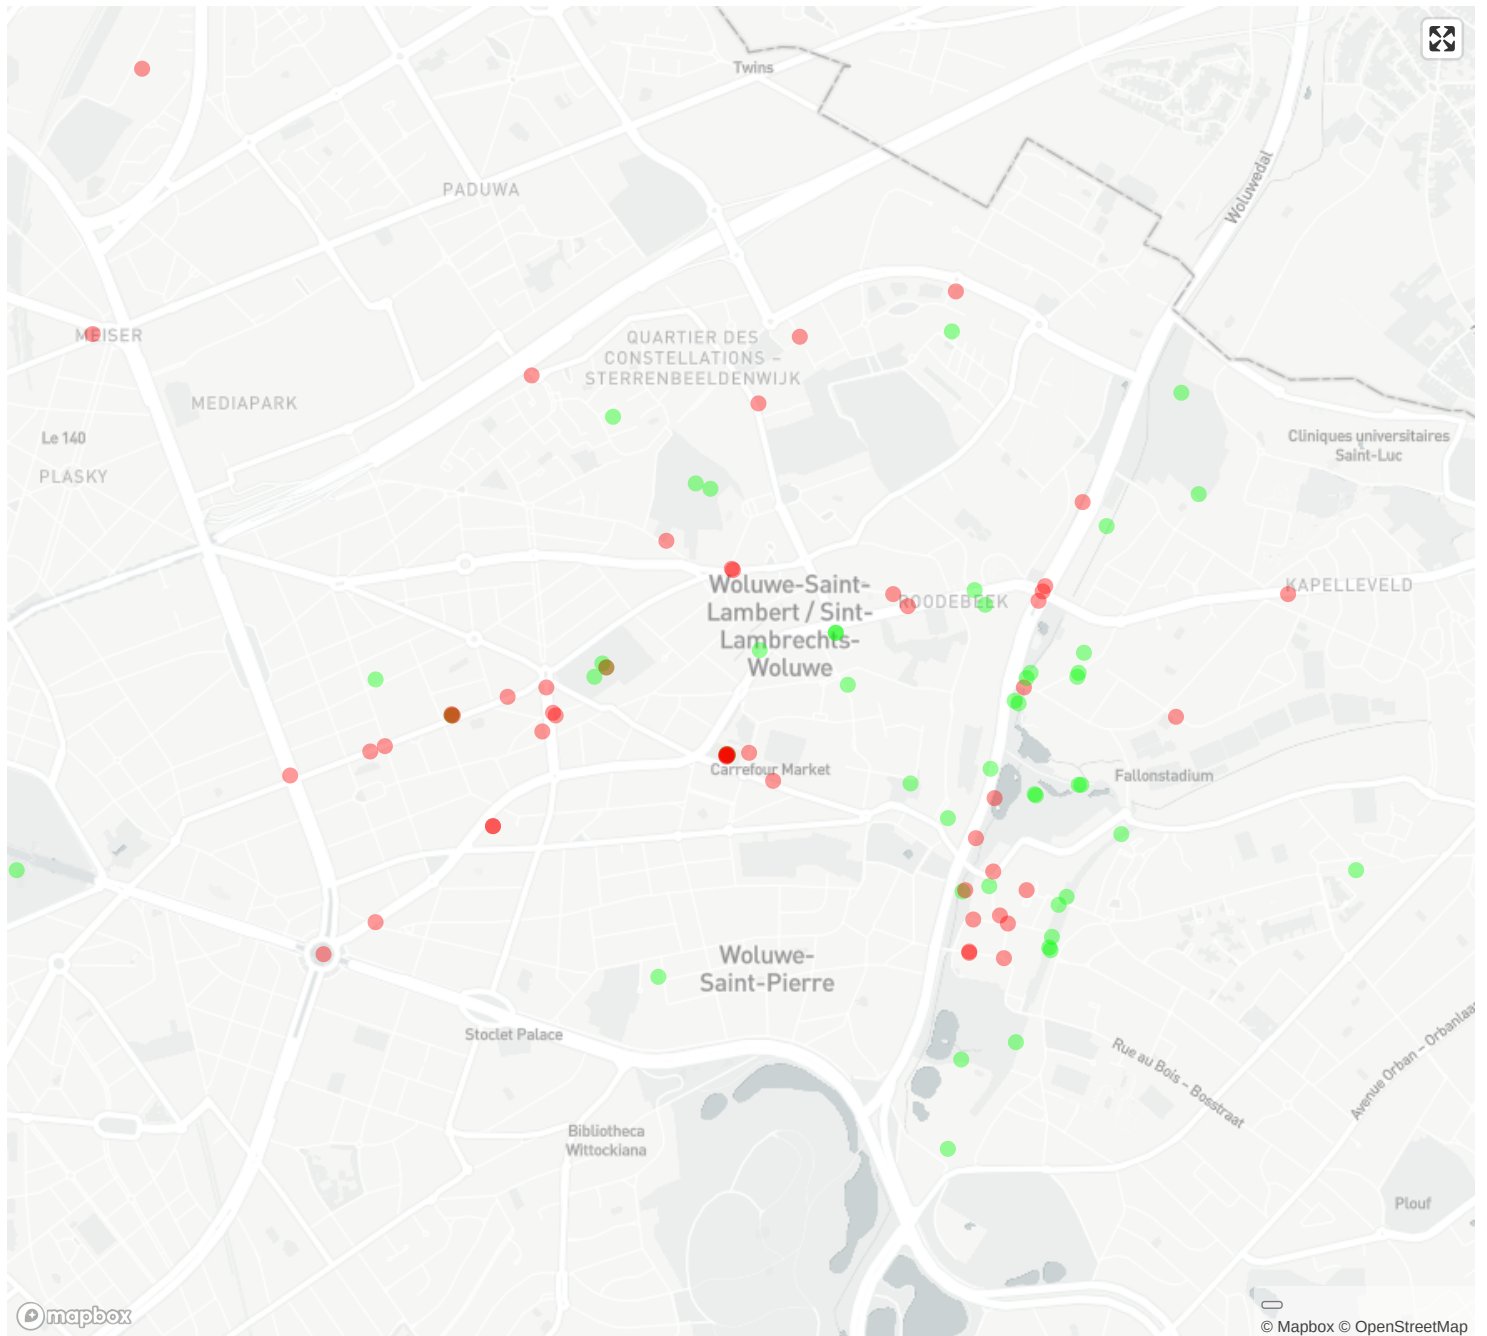 Twins
Woluwedal
PADUWA
MEISER
QUARTIER DES
CONSTELLATIONS –
STERRENBEELDENWIJK
MEDIAPARK
Le 140
PLASKY
Cliniques universitaires
Saint-Luc
Woluwe-Saint-
Lambert / Sint-
Lambrechts-
Woluwe
ROODEBEEK
KAPELLEVELD
Carrefour Market
Fallonstadium
Woluwe-
Saint-Pierre
Stoclet Palace
Rue au Bois – Bosstraat
Avenue Orban – Orbanlaan
Bibliotheca
Wittockiana
Plouf
mapbox
© Mapbox © OpenStreetMap